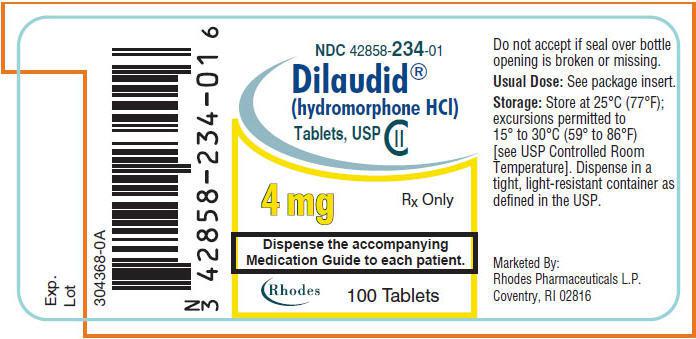 Exp.
Lot
304368-0A
N
3 42858-234-01 6
NDC 42858-234-01
Dilaudid®
(hydromorphone HCl)
Tablets, USP CII
4 mg
Rx Only
Dispense the accompanying
Medication Guide to each patient.
Rhodes
100 Tablets
Do not accept if seal over bottle
opening is broken or missing.
Usual Dose: See package insert.
Storage: Store at 25°C (77°F);
excursions permitted to
15° to 30°C (59° to 86°F)
[see USP Controlled Room
Temperature]. Dispense in a
tight, light-resistant container as
defined in the USP.
Marketed By:
Rhodes Pharmaceuticals L.P.
Coventry, RI 02816